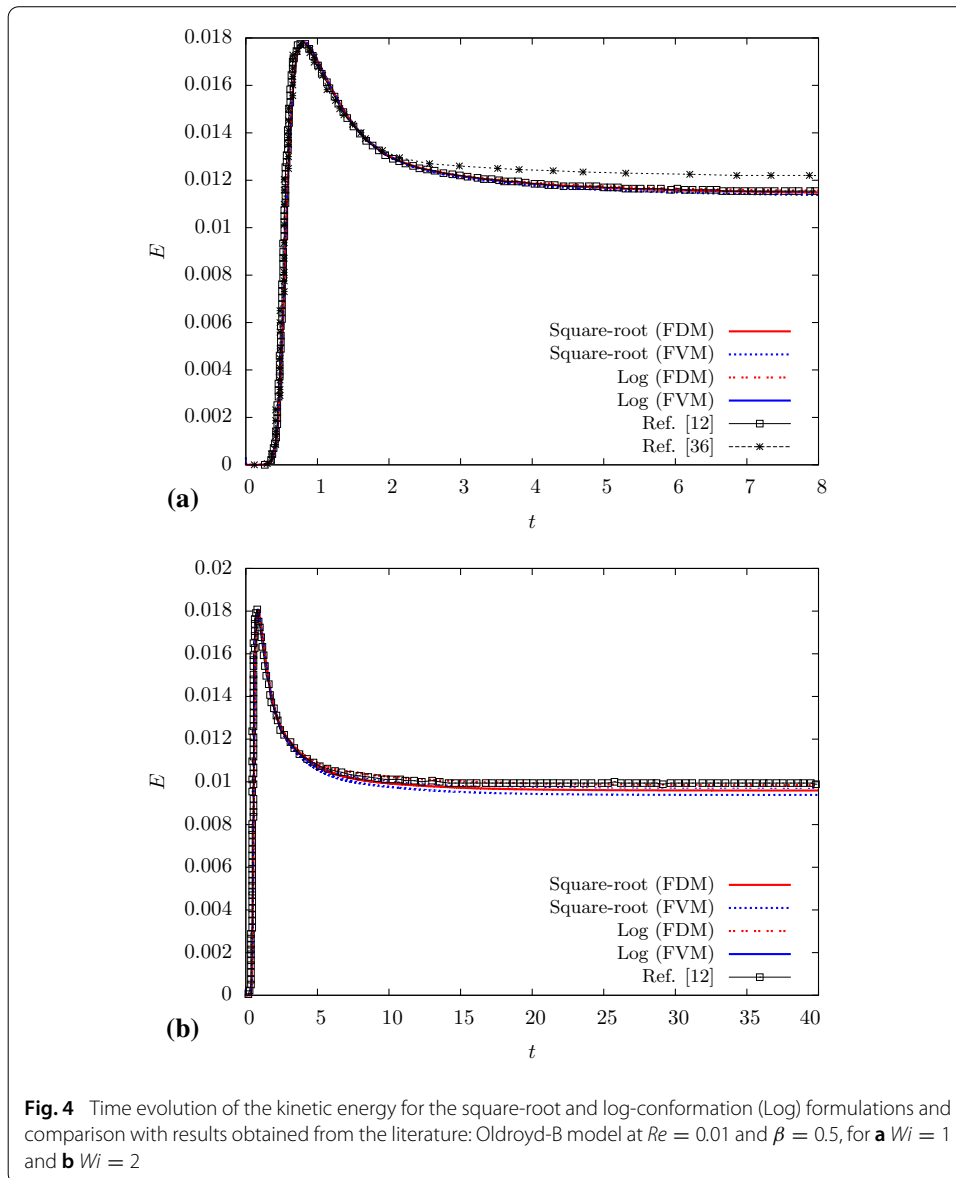 0.018
0.016
0.014
0.012
0.01
0.008
0.006
0.004
0.002
0
E
Square-root (FDM)
Square-root (FVM)
Log (FDM)
Log (FVM)
Ref. [12]
Ref. [36]
0 1 2 3 4 5 6 7 8
(a)
t
0.02
0.018
0.016
0.014
0.012
0.01
0.008
0.006
0.004
0.002
0
E
Square-root (FDM)
Square-root (FVM)
Log (FDM)
Log (FVM)
Ref. [12]
0 5 10 15 20 25 30 35 40
(b)
t
Fig. 4 Time evolution of the kinetic energy for the square-root and log-conformation (Log) formulations and
comparison with results obtained from the literature: Oldroyd-B model at Re = 0.01 and β = 0.5, for a Wi = 1
and b Wi = 2